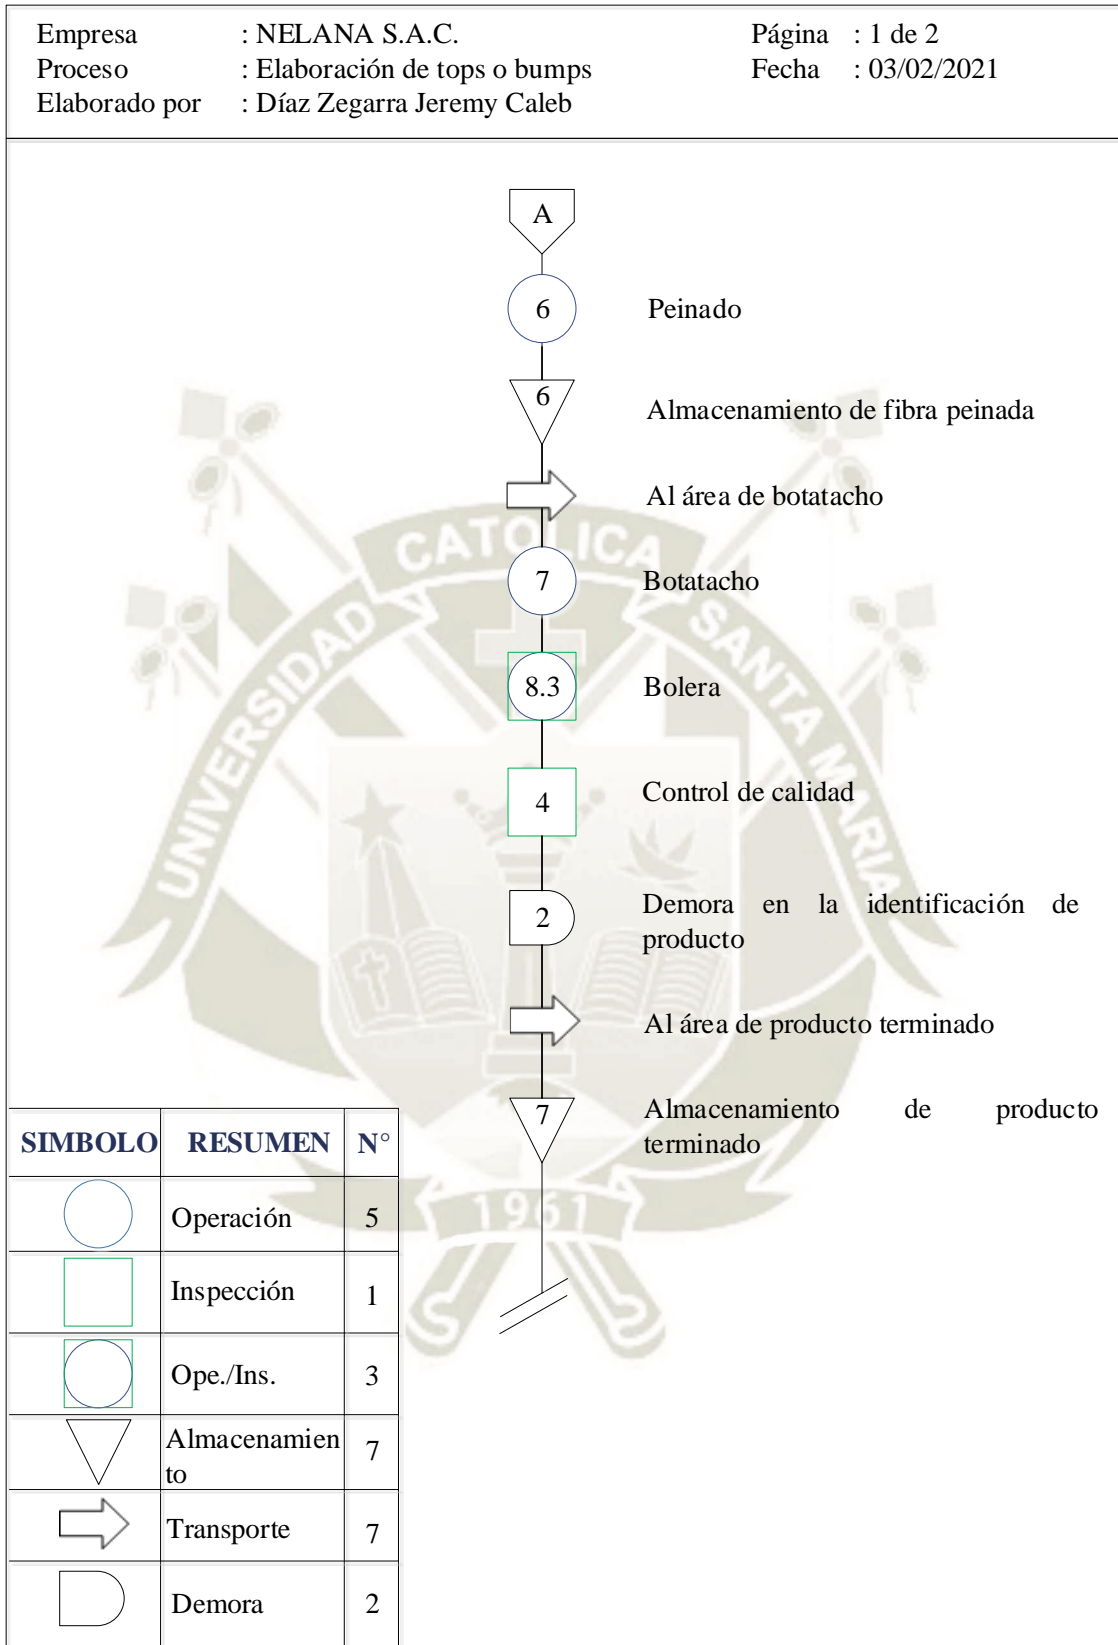 Empresa : NELANA S.A.C. Página : 1 de 2
Proceso : Elaboración de tops o bumps Fecha : 03/02/2021
Elaborado por : Díaz Zegarra Jeremy Caleb
A
6 Peinado
6 Almacenamiento de fibra peinada
Al área de botatacho
7 Botatacho
8.3 Bolera
4 Control de calidad
2 Demora en la identificación de
producto
Al área de producto terminado
7 Almacenamiento de producto
terminado
UNIVERSIDAD CATOLICA SANTA MARIA
1961
SIMBOLO RESUMEN N°
Operación 5
Inspección 1
Ope./Ins. 3
Almacenamien
to 7
Transporte 7
Demora 2